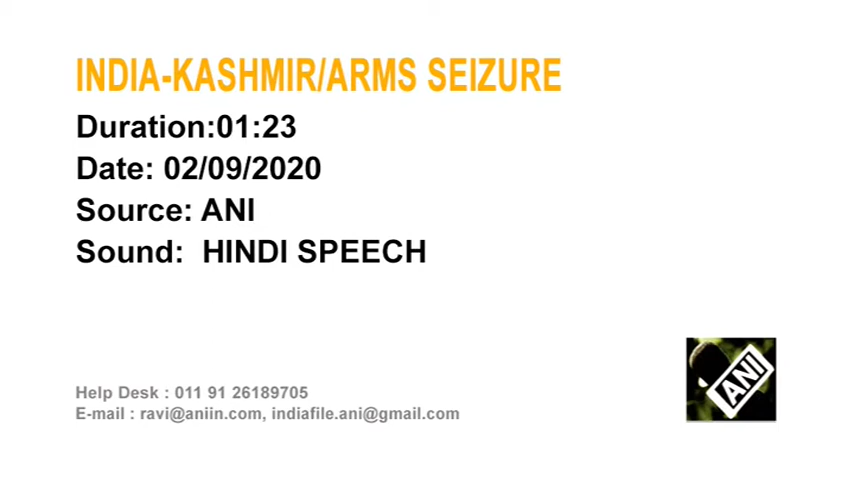 INDIA-KASHMIR/ARMS SEIZURE
Duration:01:23
Date: 02/09/2020
Source: ANI
Sound: HINDI SPEECH
Help Desk : 011 91 26189705
E-mail : ravi@aniin.com, indiafile.ani@gmail.com
ANI